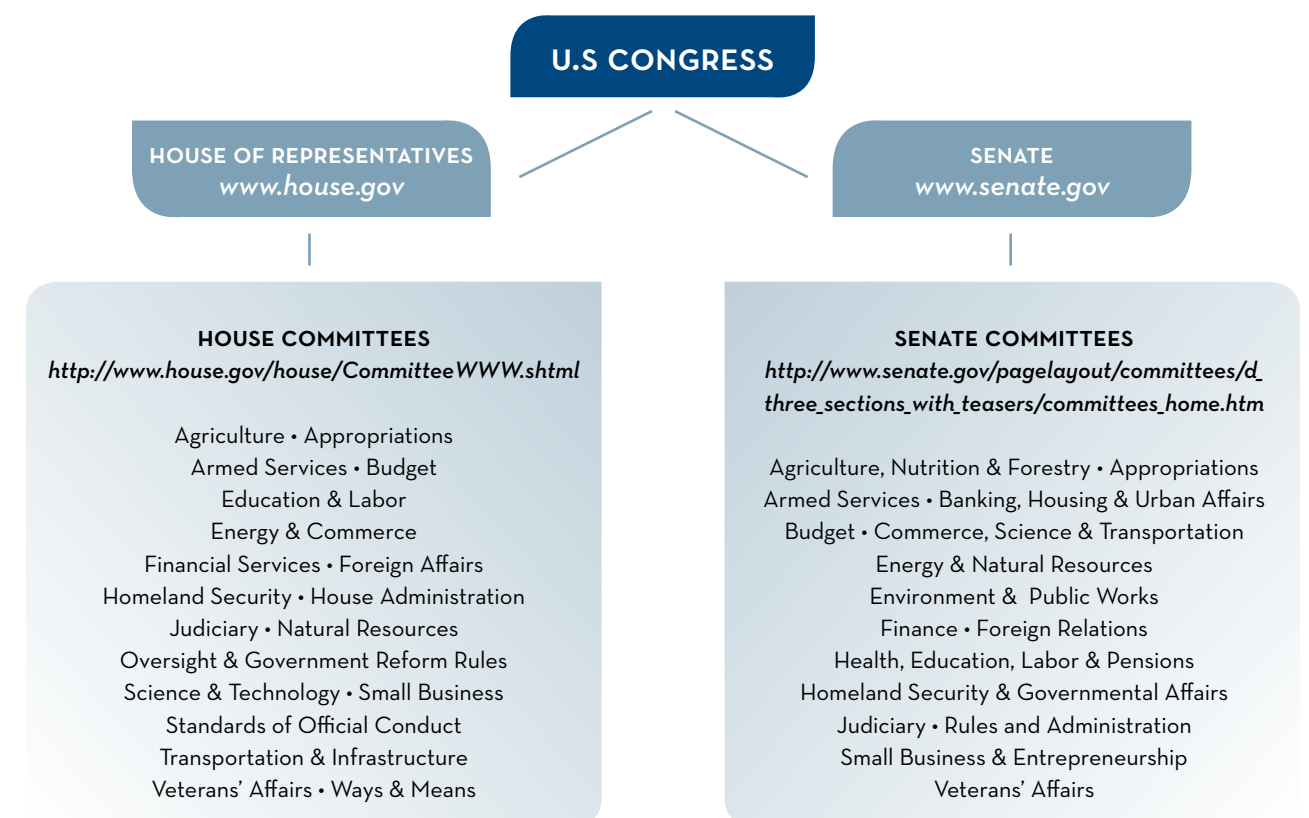 U.S CONGRESS
HOUSE OF REPRESENTATIVES
www.house.gov
SENATE
www.senate.gov
HOUSE COMMITTEES
http://www.house.gov/house/CommitteeWWW.shtml
Agriculture • Appropriations
Armed Services • Budget
Education & Labor
Energy & Commerce
Financial Services • Foreign Affairs
Homeland Security • House Administration
Judiciary • Natural Resources
Oversight & Government Reform Rules
Science & Technology • Small Business
Standards of Official Conduct
Transportation & Infrastructure
Veterans’ Affairs • Ways & Means
SENATE COMMITTEES
http://www.senate.gov/pagelayout/committees/d_
three_sections_with_teasers/committees_home.htm
Agriculture, Nutrition & Forestry • Appropriations
Armed Services • Banking, Housing & Urban Affairs
Budget • Commerce, Science & Transportation
Energy & Natural Resources
Environment & Public Works
Finance • Foreign Relations
Health, Education, Labor & Pensions
Homeland Security & Governmental Affairs
Judiciary • Rules and Administration
Small Business & Entrepreneurship
Veterans’ Affairs